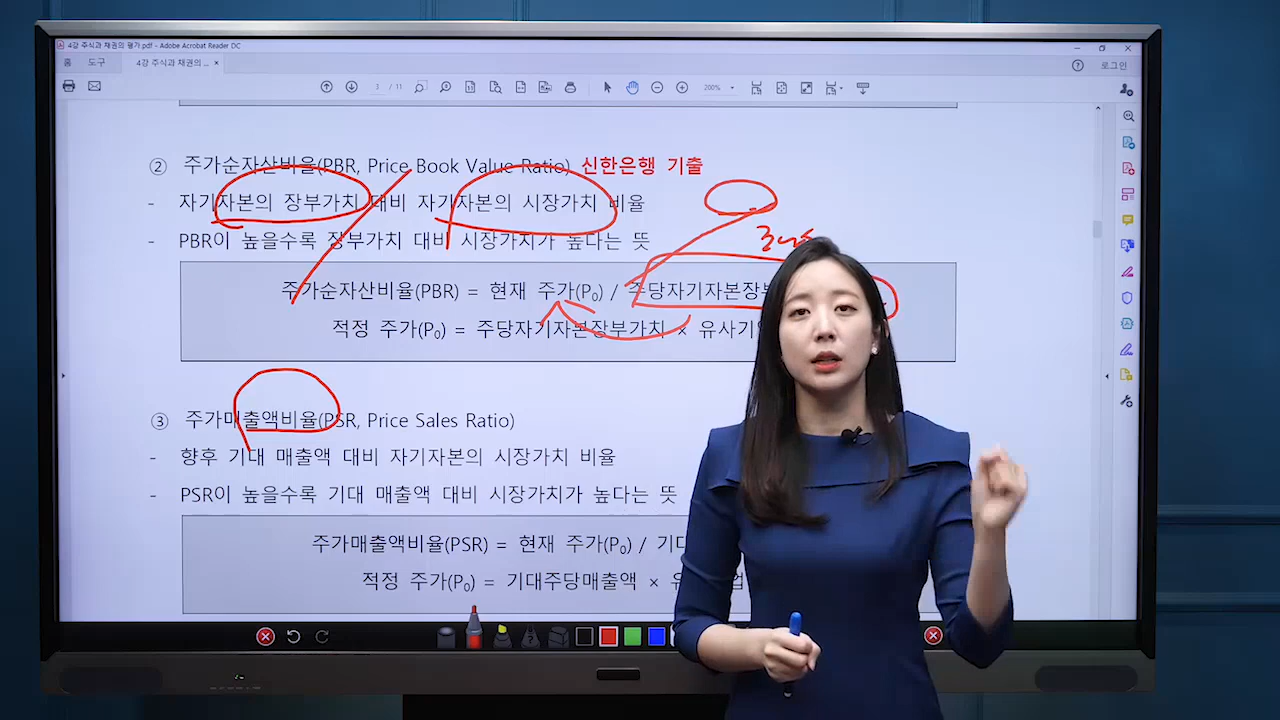 4강 주식과 채권의 평가.pdf - Adobe Acrobat Reader DC
홈 도구 4강 주식과 채권의 ... × 로그인
3 / 11 200%
② 주가순자산비율(PBR, Price Book Value Ratio) 신한은행 기출
- 자기자본의 장부가치 대비 자기자본의 시장가치 비율
- PBR이 높을수록 장부가치 대비 시장가치가 높다는 뜻
주가순자산비율(PBR) = 현재 주가(P₀) / 주당자기자본장부
적정 주가(P₀) = 주당자기자본장부가치 × 유사기업
③ 주가매출액비율(PSR, Price Sales Ratio)
- 향후 기대 매출액 대비 자기자본의 시장가치 비율
- PSR이 높을수록 기대 매출액 대비 시장가치가 높다는 뜻
주가매출액비율(PSR) = 현재 주가(P₀) / 기대
적정 주가(P₀) = 기대주당매출액 ×